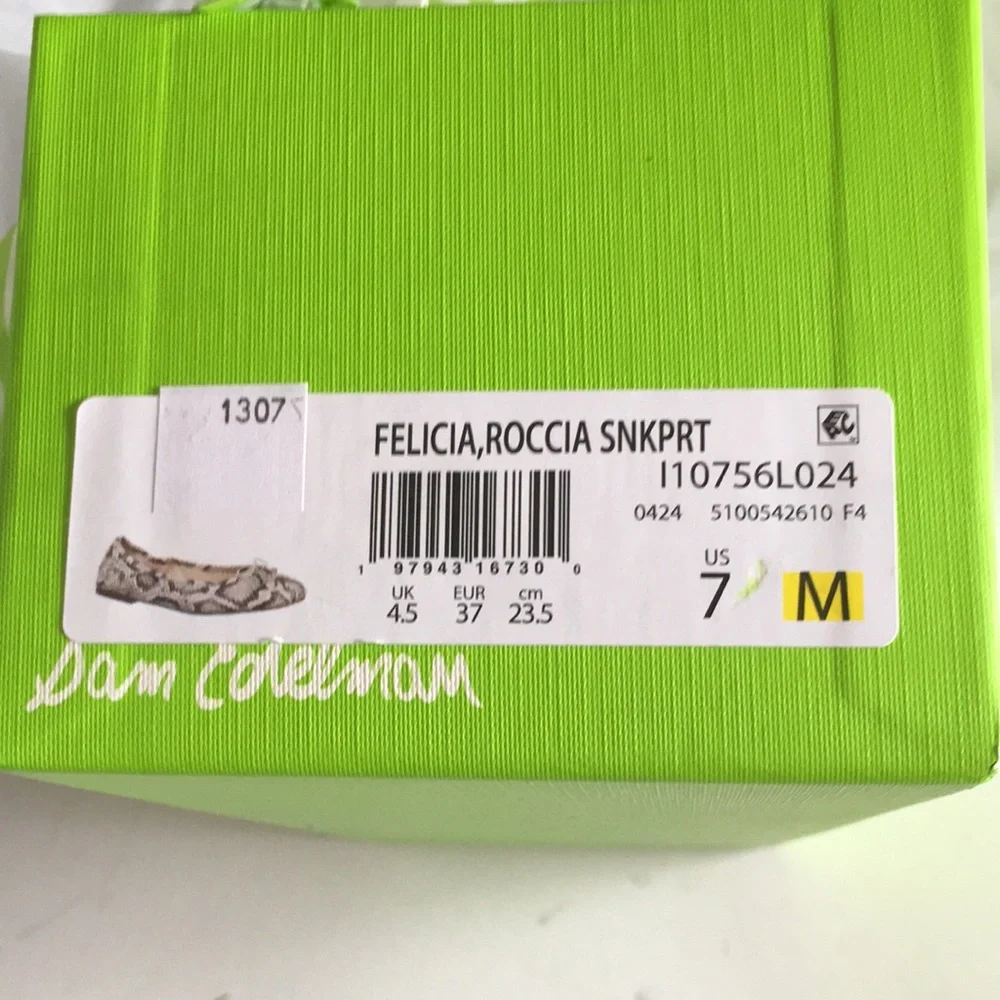 1307
FELICIA,ROCCIA SNKPRT
I10756L024
0424 5100542610 F4
1 97943 16730 0
UK EUR cm
4.5 37 23.5
US
7 M
Sam Edelman